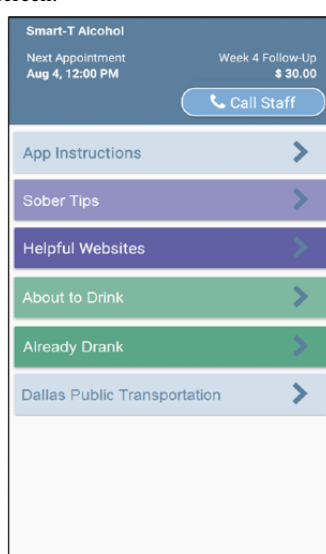 Smart-T Alcohol
Next Appointment
Week 4 Follow-Up
Aug 4, 12:00 PM
$ 30.00
Call Staff
App Instructions
Sober Tips
Helpful Websites
About to Drink
Already Drank
Dallas Public Transportation